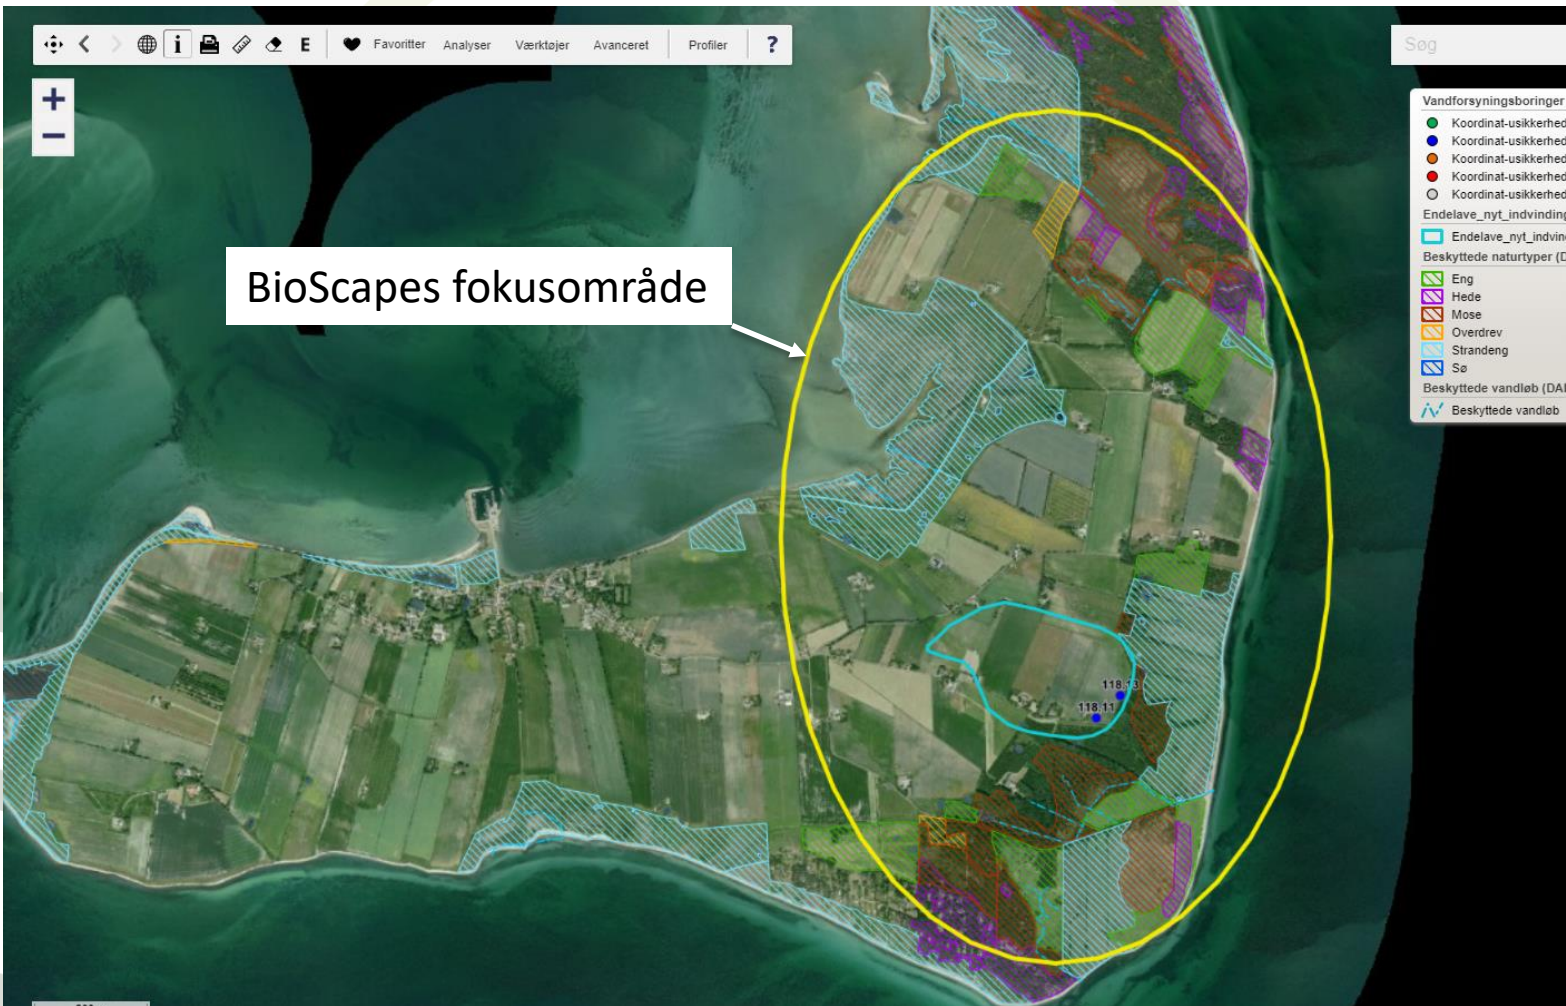 E Favoritter Analyser Værktøjer Avanceret Profiler ?
Søg
BioScapes fokusområde
Vandforsyningsboringer
Koordinat-usikkerhed
Koordinat-usikkerhed
Koordinat-usikkerhed
Koordinat-usikkerhed
Koordinat-usikkerhed
Endelave_nyt_indvinding
Endelave_nyt_indvin
Beskyttede naturtyper (D
Eng
Hede
Mose
Overdrev
Strandeng
Sø
Beskyttede vandløb (DAI
Beskyttede vandløb
118.13
118.11